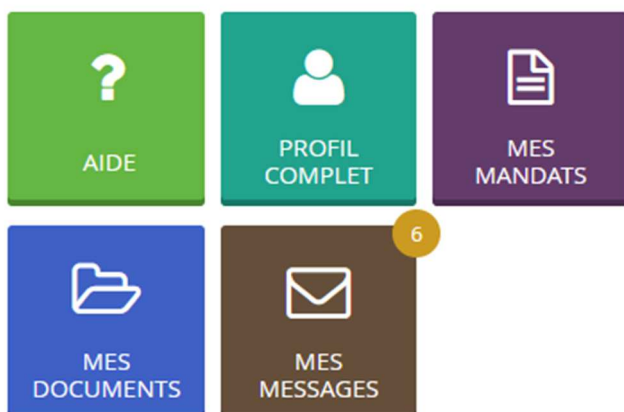 ?
AIDE
PROFIL
COMPLET
MES
MANDATS
MES
DOCUMENTS
6
MES
MESSAGES